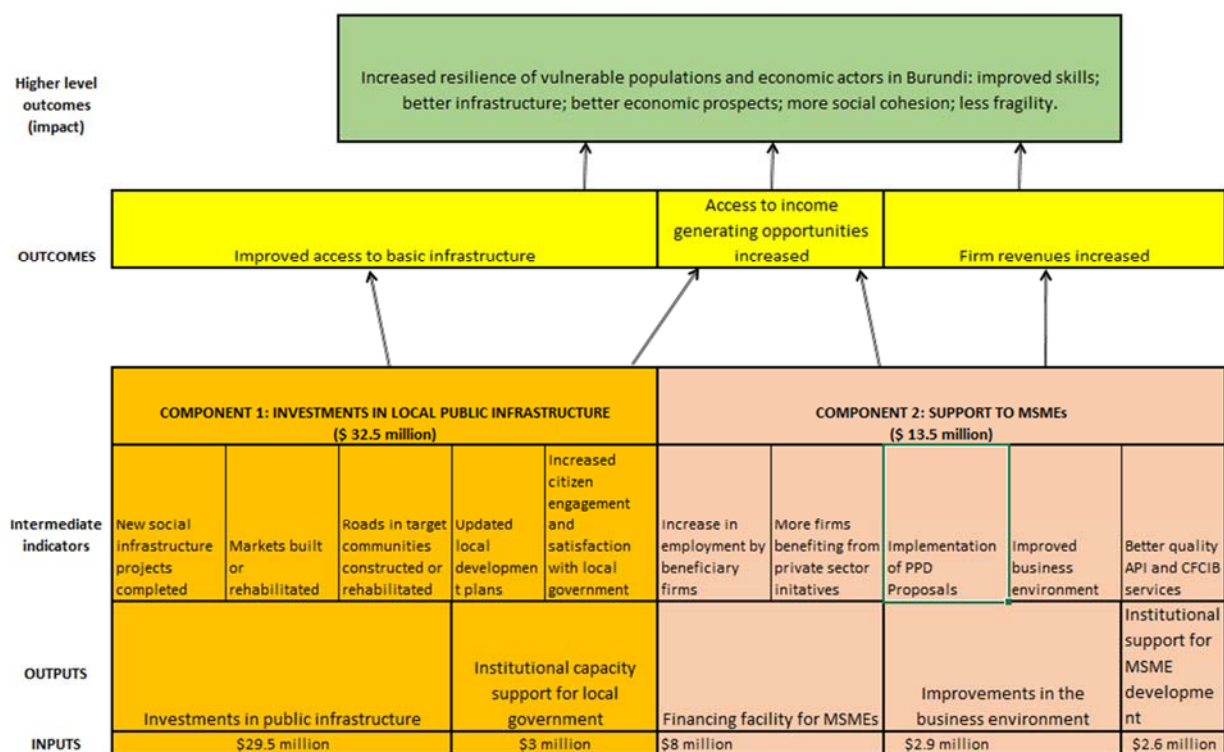 Higher level
outcomes
(impact)
Increased resilience of vulnerable populations and economic actors in Burundi: improved skills;
better infrastructure; better economic prospects; more social cohesion; less fragility.
OUTCOMES
Improved access to basic infrastructure
Access to income
generating opportunities
increased
Firm revenues increased
COMPONENT 1: INVESTMENTS IN LOCAL PUBLIC INFRASTRUCTURE
($ 32.5 million)
COMPONENT 2: SUPPORT TO MSMEs
($ 13.5 million)
Intermediate
indicators
New social
infrastructure
projects
completed
Markets built
or
rehabilitated
Roads in target
communities
constructed or
rehabilitated
Updated
local
developmen
t plans
Increased
citizen
engagement
and
satisfaction
with local
government
Increase in
employment by
beneficiary
firms
More firms
benefiting from
private sector
initatives
Implementation
of PPD
Proposals
Improved
business
environment
Better quality
API and CFCIB
services
OUTPUTS
Investments in public infrastructure
Institutional capacity
support for local
government
Financing facility for MSMEs
Improvements in the
business environment
Institutional
support for
MSME
developme
nt
INPUTS
$29.5 million
$3 million
$8 million
$2.9 million
$2.6 million